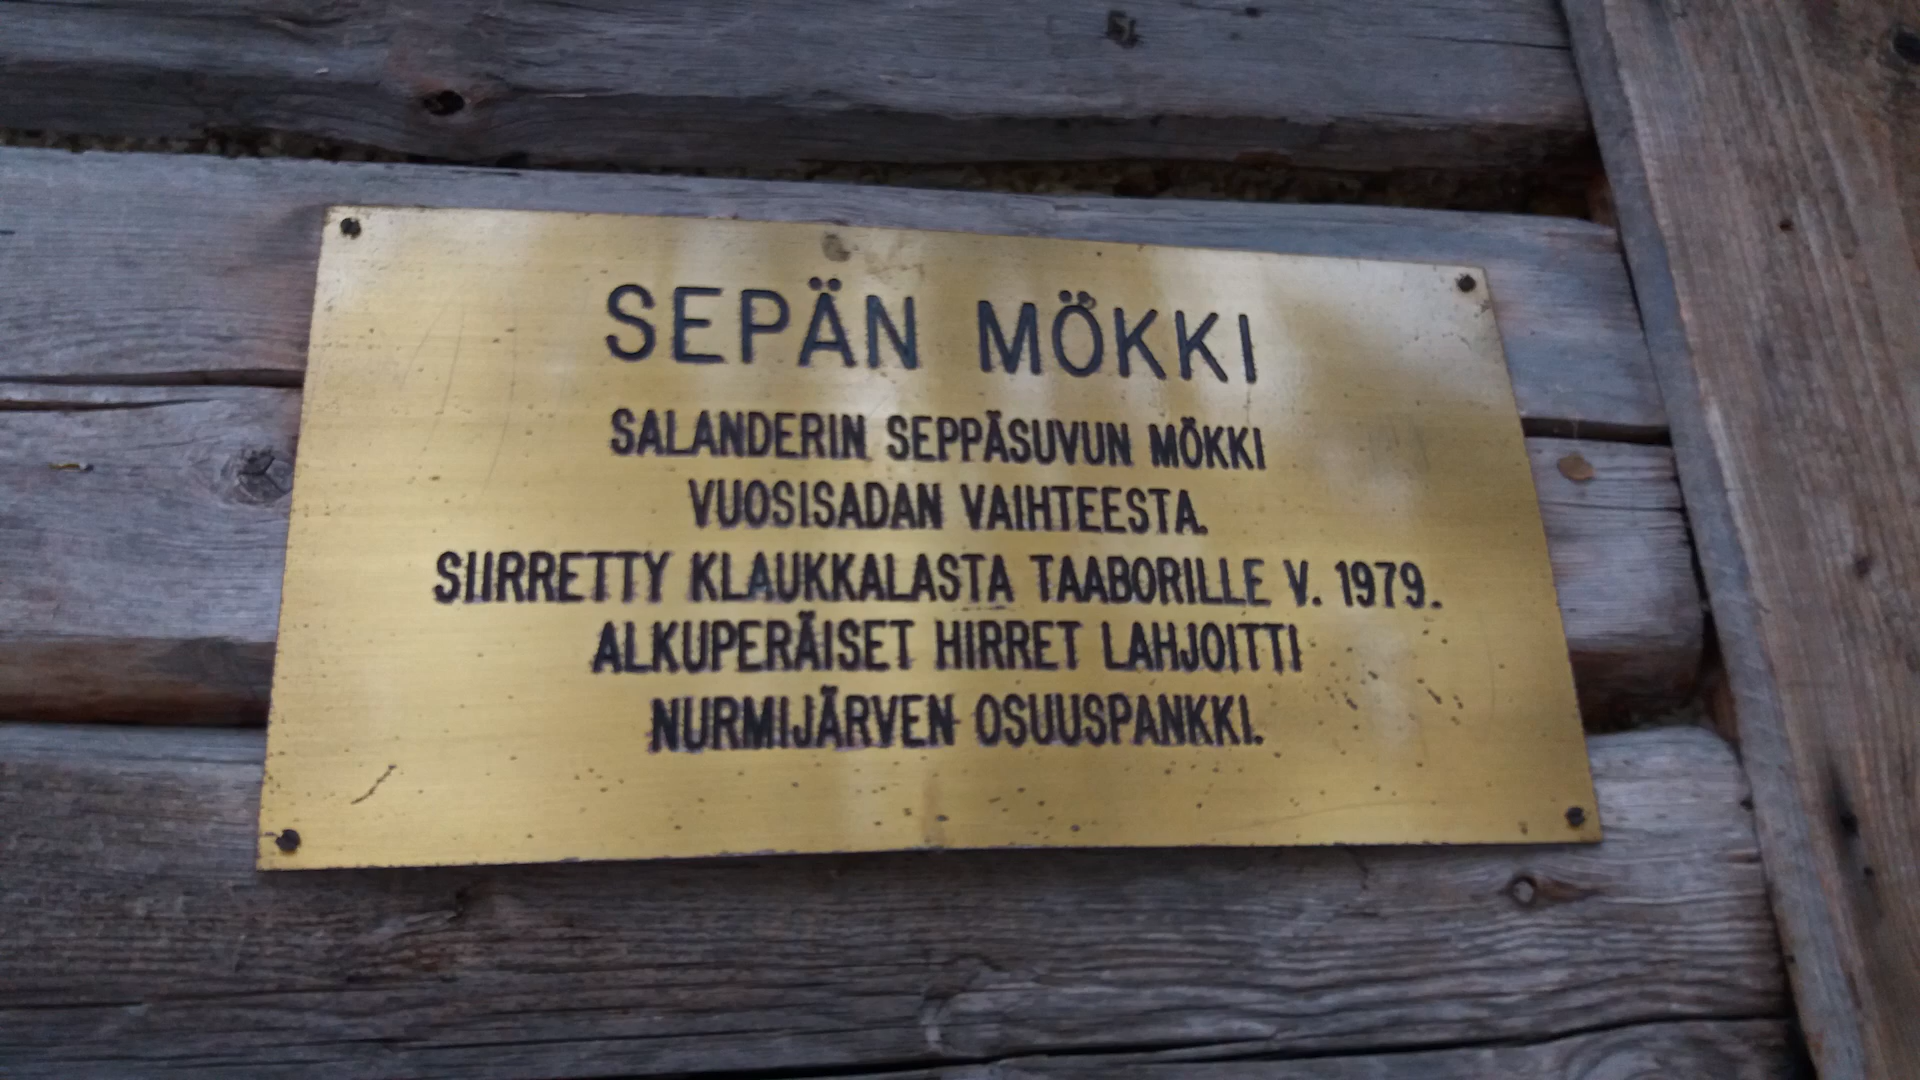 SEPÄN MÖKKI
SALANDERIN SEPPÄSUVUN MÖKKI
VUOSISADAN VAIHTEESTA.
SIIRRETTY KLAUKKALASTA TAABORILLE V. 1979.
ALKUPERÄISET HIRRET LAHJOITTI
NURMIJÄRVEN OSUUSPANKKI.